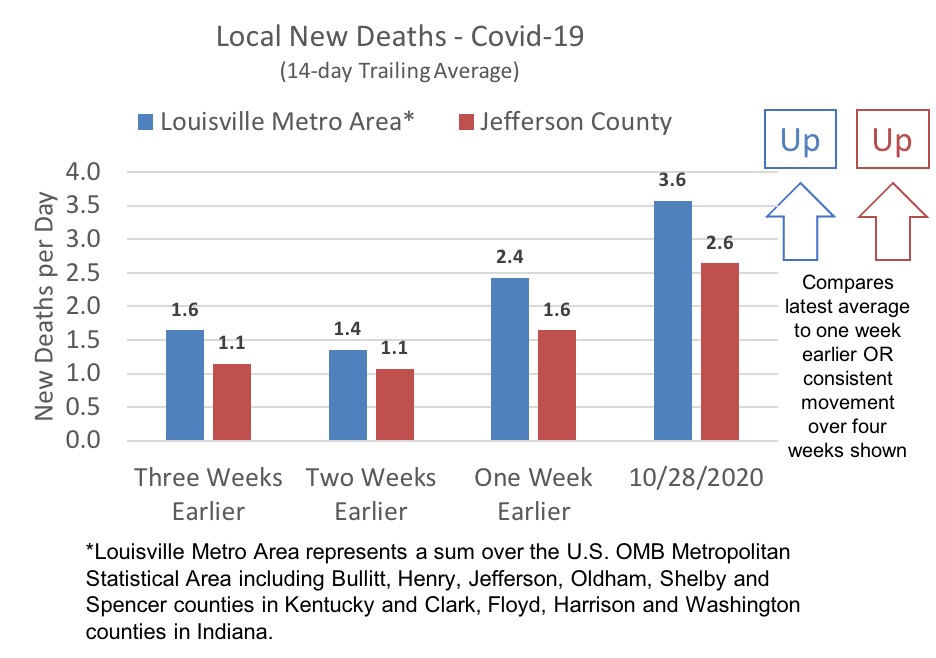 Local New Deaths - Covid-19
(14-day Trailing Average)
Louisville Metro Area*
Jefferson County
Up
Up
New Deaths per Day
4.0
3.5
3.0
2.5
2.0
1.5
1.0
0.5
0.0
1.6
1.1
1.4
1.1
2.4
1.6
3.6
2.6
Three Weeks
Earlier
Two Weeks
Earlier
One Week
Earlier
10/28/2020
Compares
latest average
to one week
earlier OR
consistent
movement
over four
weeks shown
*Louisville Metro Area represents a sum over the U.S. OMB Metropolitan
Statistical Area including Bullitt, Henry, Jefferson, Oldham, Shelby and
Spencer counties in Kentucky and Clark, Floyd, Harrison and Washington
counties in Indiana.